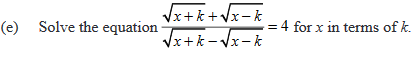 (e) Solve the equation \frac{\sqrt{x+k}+\sqrt{x-k}}{\sqrt{x+k}-\sqrt{x-k}} = 4 for x in terms of k.